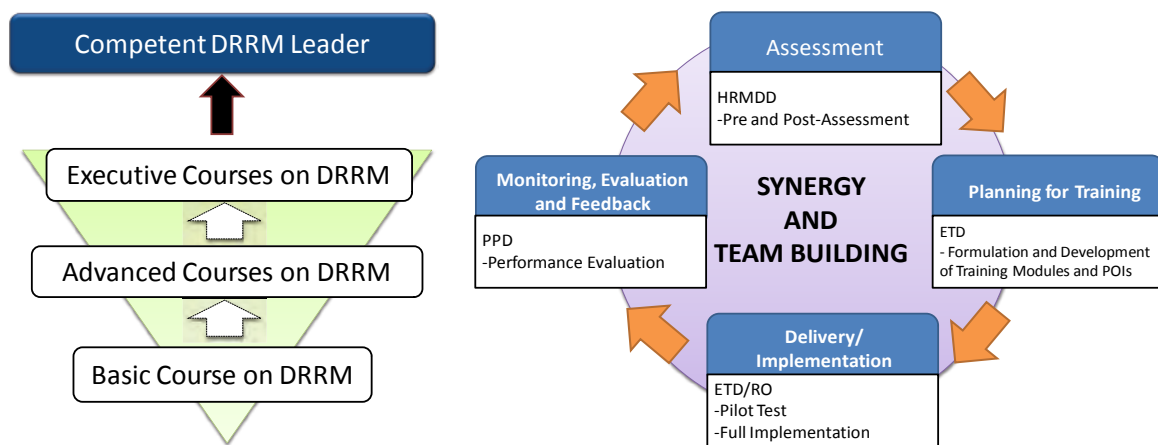 Competent DRRM Leader
Executive Courses on DRRM
Advanced Courses on DRRM
Basic Course on DRRM
Assessment
HRMDD
-Pre and Post-Assessment
Monitoring, Evaluation
and Feedback
PPD
-Performance Evaluation
SYNERGY
AND
TEAM BUILDING
Planning for Training
ETD
- Formulation and Development
of Training Modules and POIs
Delivery/
Implementation
ETD/RO
-Pilot Test
-Full Implementation